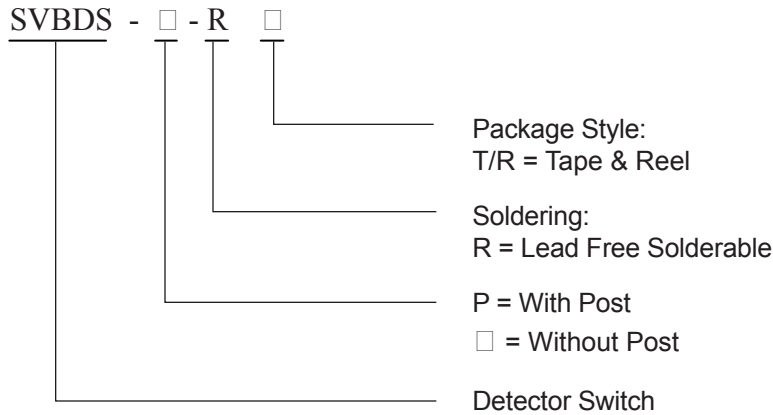 SVBDS - □ - R □
Package Style:
T/R = Tape & Reel
Soldering:
R = Lead Free Solderable
P = With Post
□ = Without Post
Detector Switch